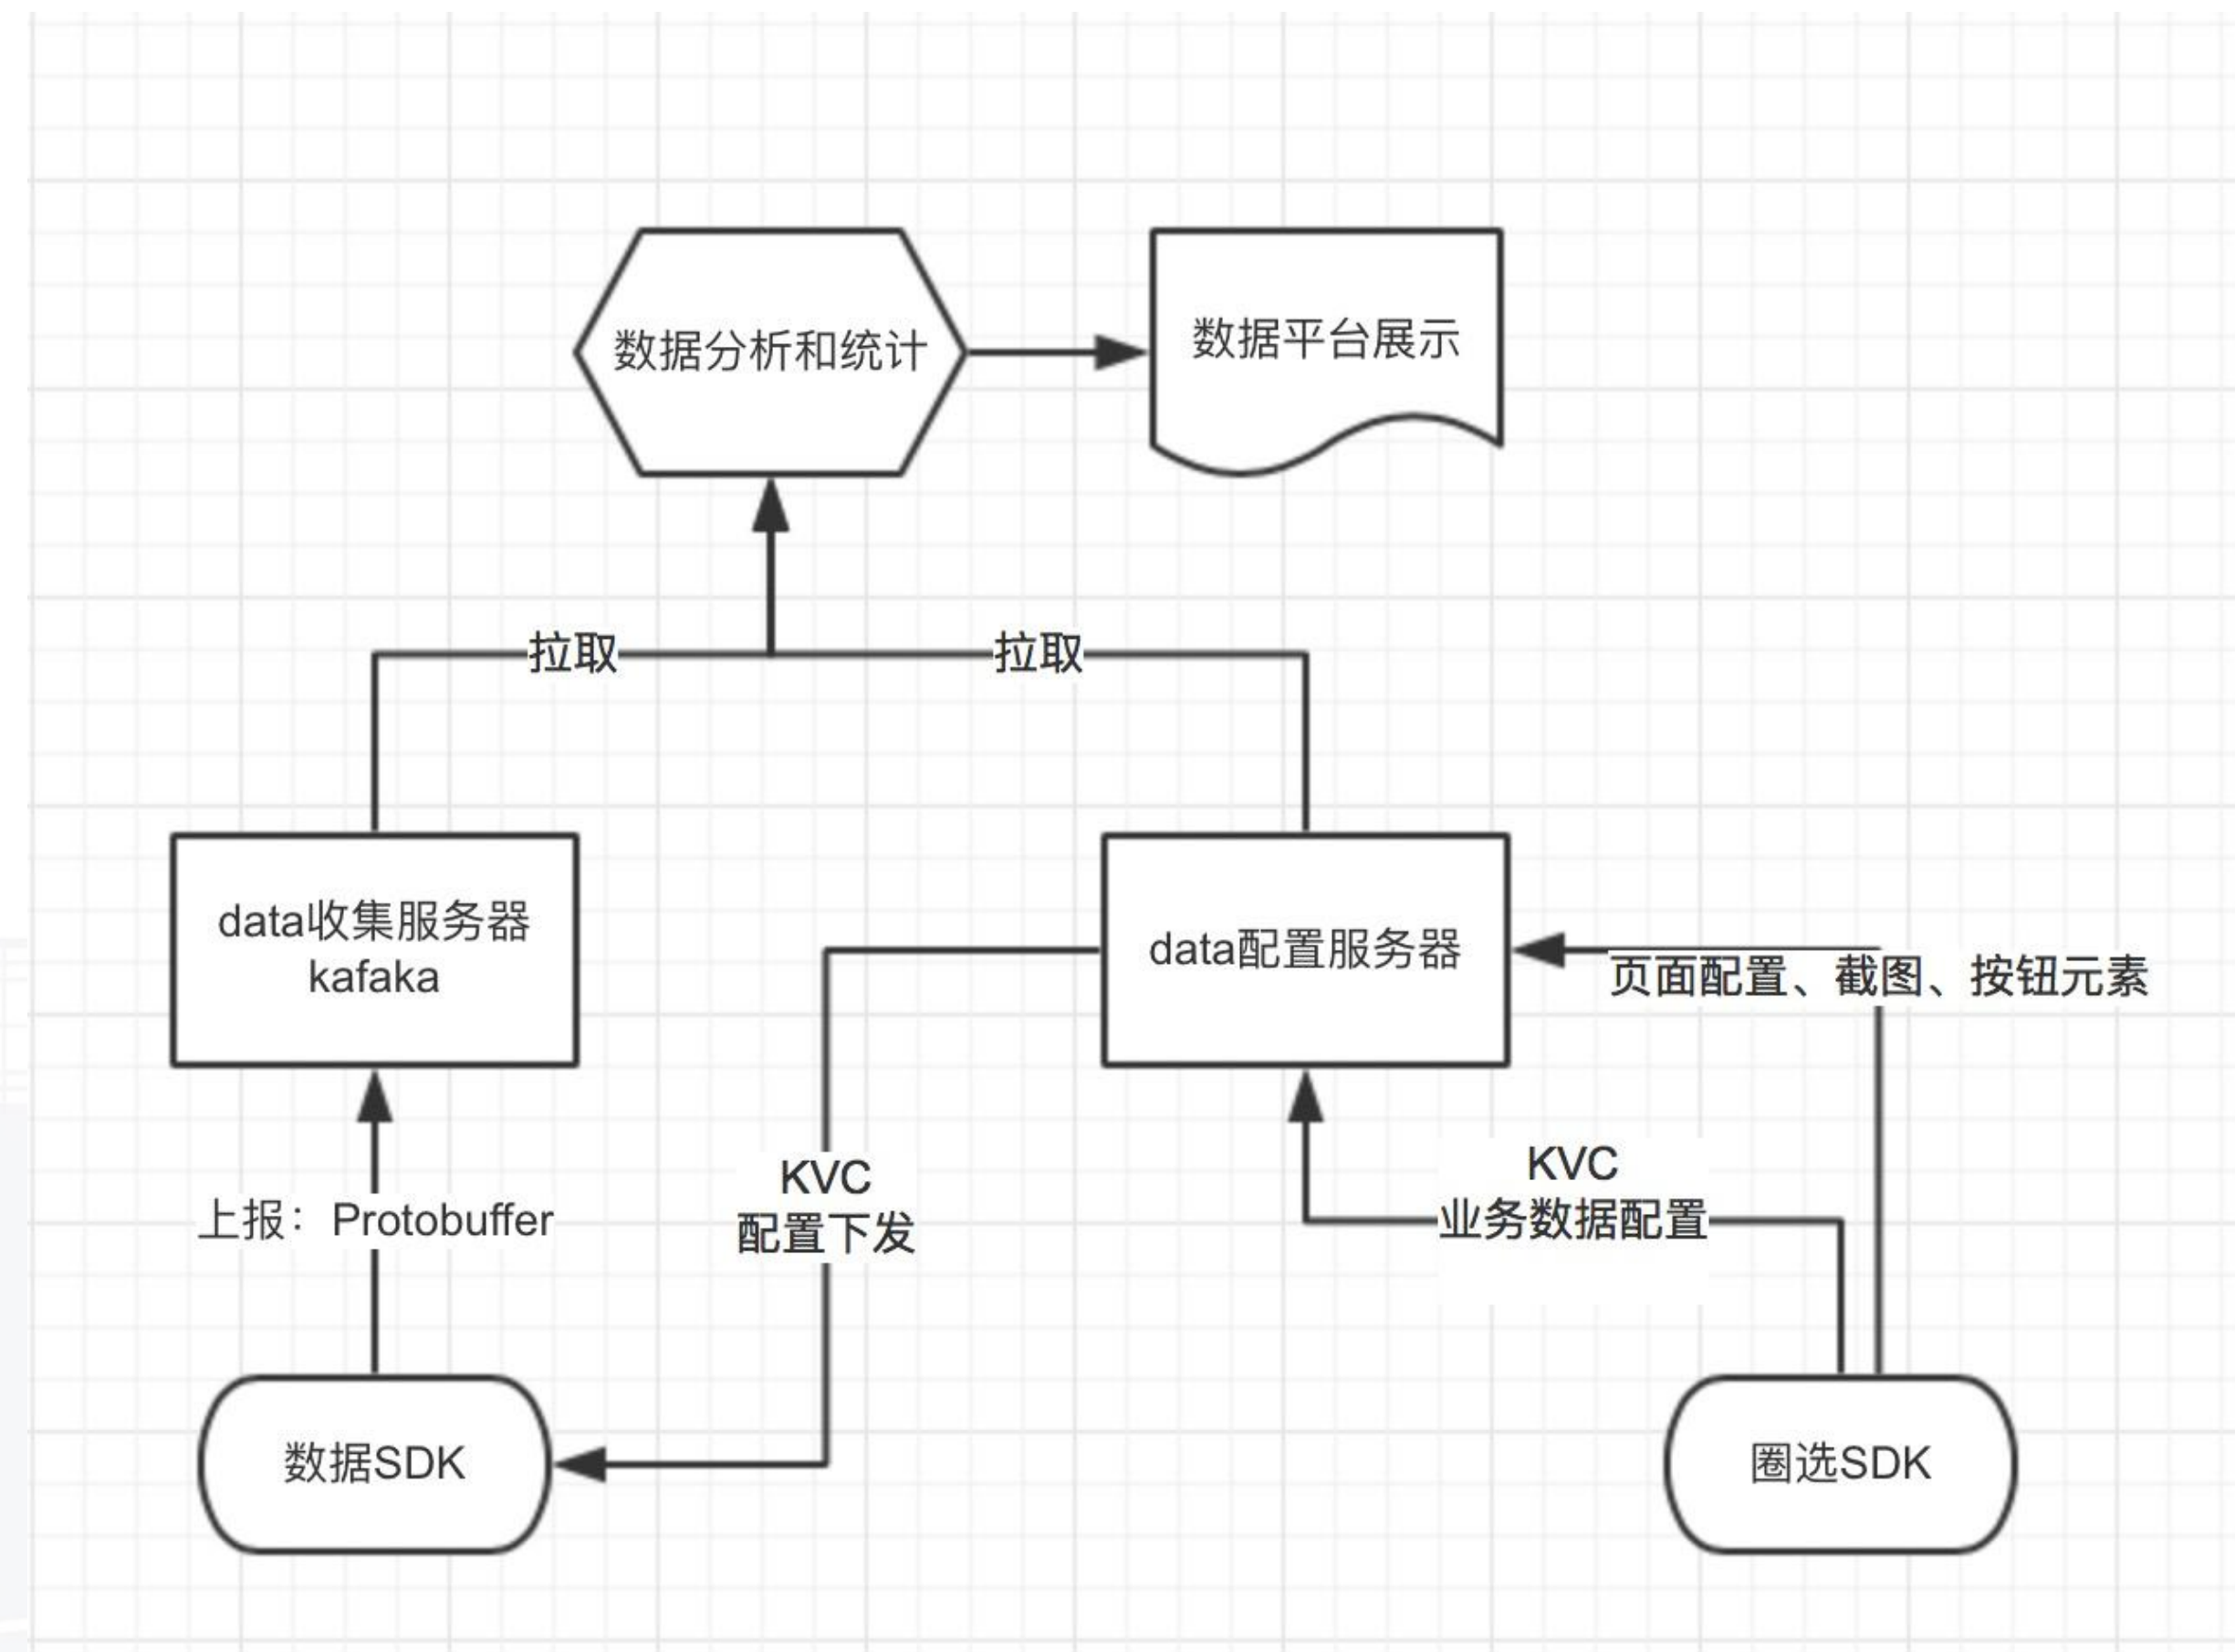 数据分析和统计
数据平台展示
拉取
拉取
data收集服务器
kafaka
data配置服务器
页面配置、截图、按钮元素
KVC
配置下发
KVC
业务数据配置
上报：Protobuffer
数据SDK
圈选SDK